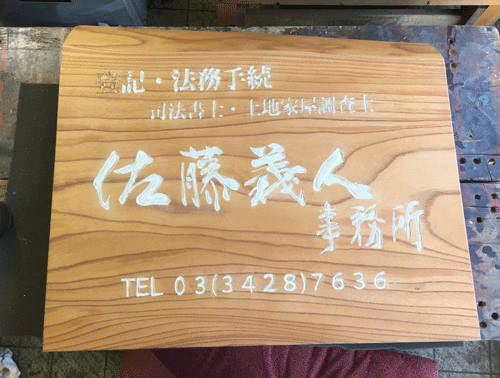 登記・法務手続
司法書士・土地家屋調査士
佐藤義人
事務所
TEL 03(3428)7636